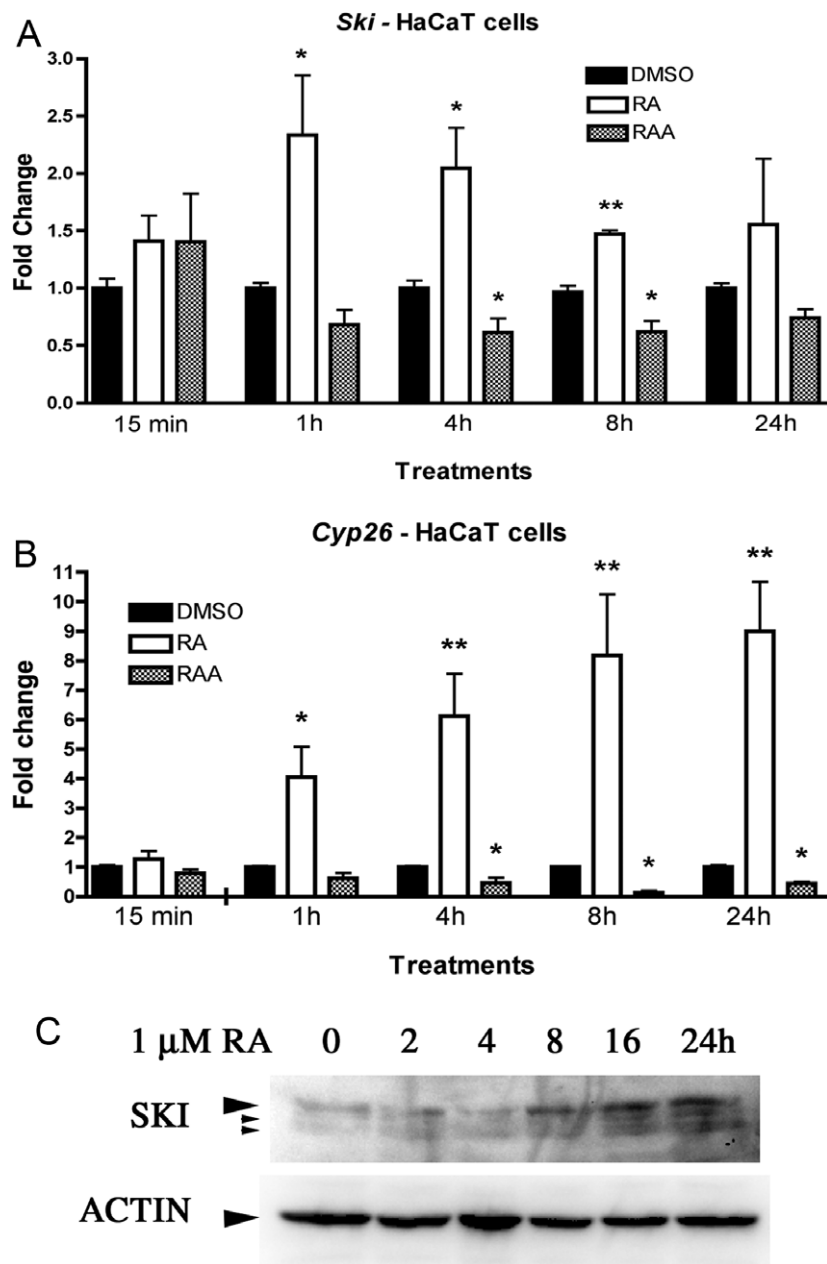 A
Ski - HaCaT cells
Fold Change
3.0
2.5
2.0
1.5
1.0
0.5
0.0
DMSO
RA
RAA
*
*
**
*
*
15 min 1h 4h 8h 24h
Treatments
B
Cyp26 - HaCaT cells
Fold change
11
10
9
8
7
6
5
4
3
2
1
0
DMSO
RA
RAA
*
**
**
**
*
*
*
15 min 1h 4h 8h 24h
Treatments
C
1 µM RA 0 2 4 8 16 24h
SKI
ACTIN